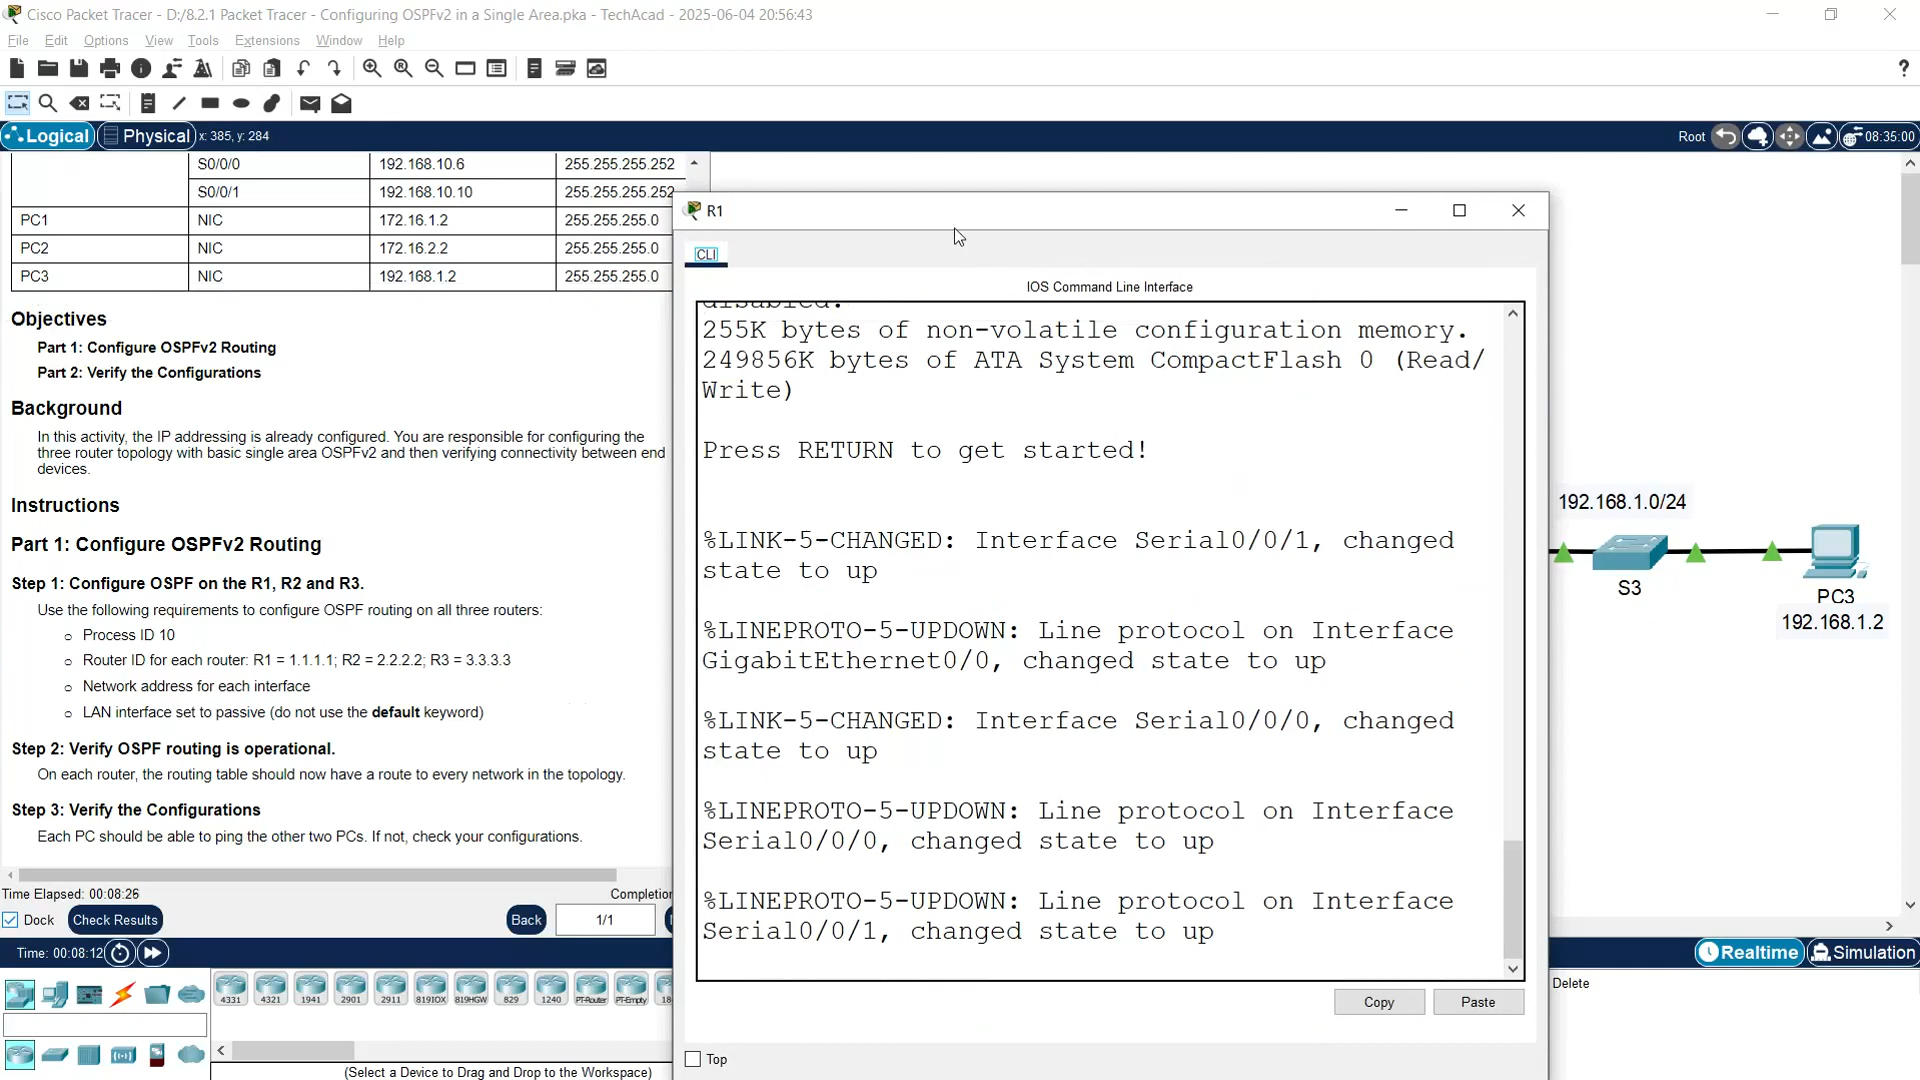 Cisco Packet Tracer - D:/8.2.1 Packet Tracer - Configuring OSPFv2 in a Single Area.pka - TechAcad - 2025-06-04 20:56:43
File Edit Options View Tools Extensions Window Help
?
Logical Physical x: 385, y: 284 Root 08:35:00
S0/0/0 192.168.10.6 255.255.255.252
S0/0/1 192.168.10.10 255.255.255.252
PC1 NIC 172.16.1.2 255.255.255.0
PC2 NIC 172.16.2.2 255.255.255.0
PC3 NIC 192.168.1.2 255.255.255.0
Objectives
Part 1: Configure OSPFv2 Routing
Part 2: Verify the Configurations
Background
In this activity, the IP addressing is already configured. You are responsible for configuring the
three router topology with basic single area OSPFv2 and then verifying connectivity between end
devices.
Instructions
Part 1: Configure OSPFv2 Routing
Step 1: Configure OSPF on the R1, R2 and R3.
Use the following requirements to configure OSPF routing on all three routers:
o Process ID 10
o Router ID for each router: R1 = 1.1.1.1; R2 = 2.2.2.2; R3 = 3.3.3.3
o Network address for each interface
o LAN interface set to passive (do not use the default keyword)
Step 2: Verify OSPF routing is operational.
On each router, the routing table should now have a route to every network in the topology.
Step 3: Verify the Configurations
Each PC should be able to ping the other two PCs. If not, check your configurations.
Time Elapsed: 00:08:26 Completion
Dock Check Results Back 1/1
Time: 00:08:12
R1
CLI
IOS Command Line Interface
disabled.
255K bytes of non-volatile configuration memory.
249856K bytes of ATA System CompactFlash 0 (Read/
Write)
Press RETURN to get started!
%LINK-5-CHANGED: Interface Serial0/0/1, changed
state to up
%LINEPROTO-5-UPDOWN: Line protocol on Interface
GigabitEthernet0/0, changed state to up
%LINK-5-CHANGED: Interface Serial0/0/0, changed
state to up
%LINEPROTO-5-UPDOWN: Line protocol on Interface
Serial0/0/0, changed state to up
%LINEPROTO-5-UPDOWN: Line protocol on Interface
Serial0/0/1, changed state to up
Copy Paste
Top
192.168.1.0/24
S3
PC3
192.168.1.2
Realtime Simulation
4331 4321 1941 2901 2911 819IOX 819HGW 829 1240 PT-Router PT-Empty 18
Delete
(Select a Device to Drag and Drop to the Workspace)